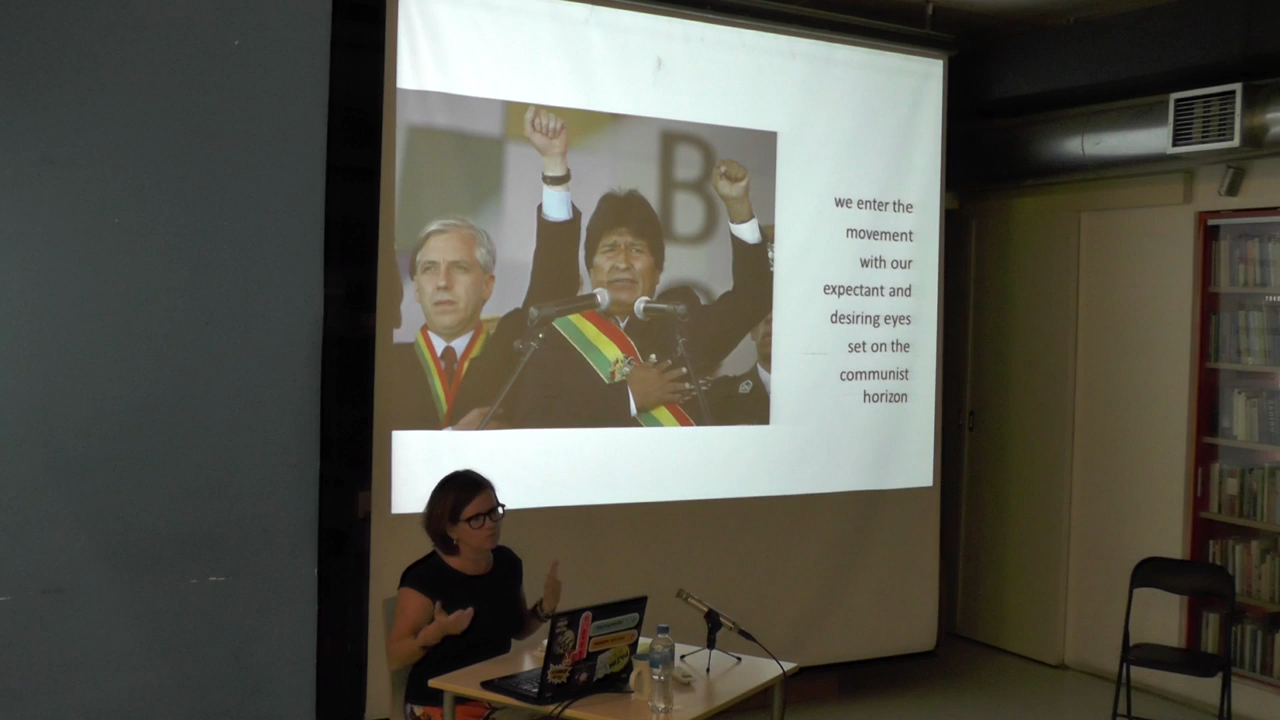 B
we enter the
movement
with our
expectant and
desiring eyes
set on the
communist
horizon